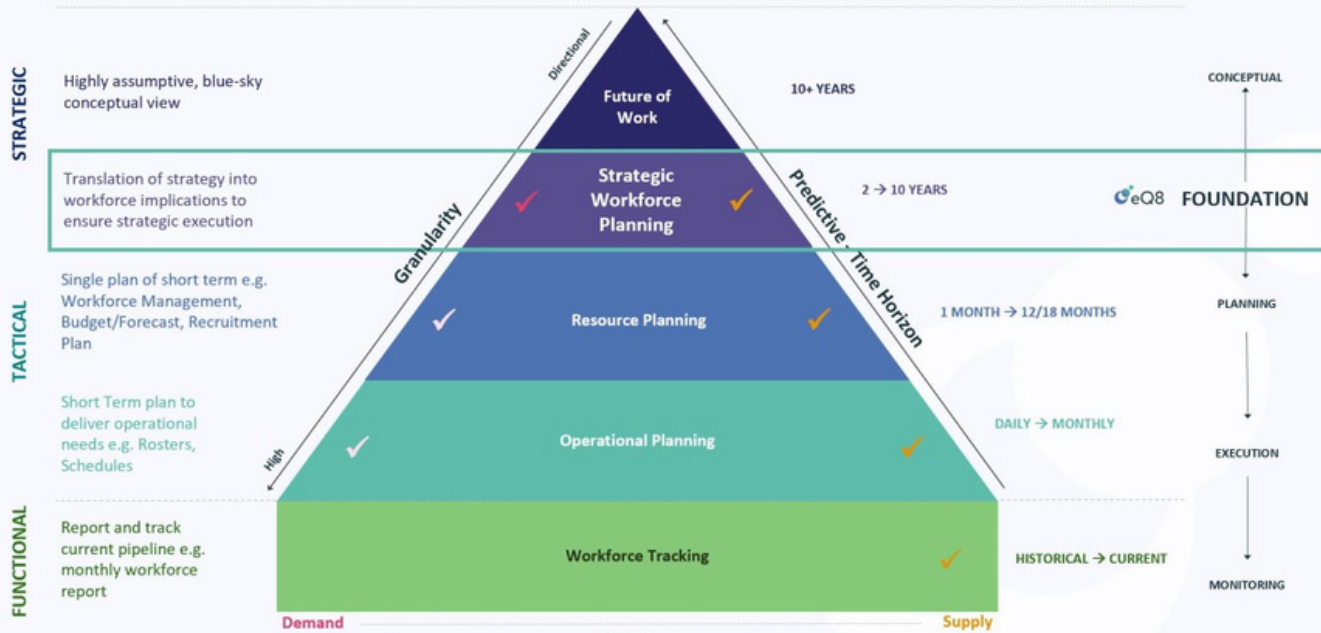 STRATEGIC
Highly assumptive, blue-sky
conceptual view
Directional
Future of
Work
10+ YEARS
CONCEPTUAL
Translation of strategy into
workforce implications to
ensure strategic execution
Strategic
Workforce
Planning
2 → 10 YEARS
eQ8 FOUNDATION
Granularity
Predictive - Time Horizon
TACTICAL
Single plan of short term e.g.
Workforce Management,
Budget/Forecast, Recruitment
Plan
Resource Planning
1 MONTH → 12/18 MONTHS
PLANNING
Short Term plan to
deliver operational
needs e.g. Rosters,
Schedules
High
Operational Planning
DAILY → MONTHLY
EXECUTION
FUNCTIONAL
Report and track
current pipeline e.g.
monthly workforce
report
Workforce Tracking
HISTORICAL → CURRENT
MONITORING
Demand
Supply